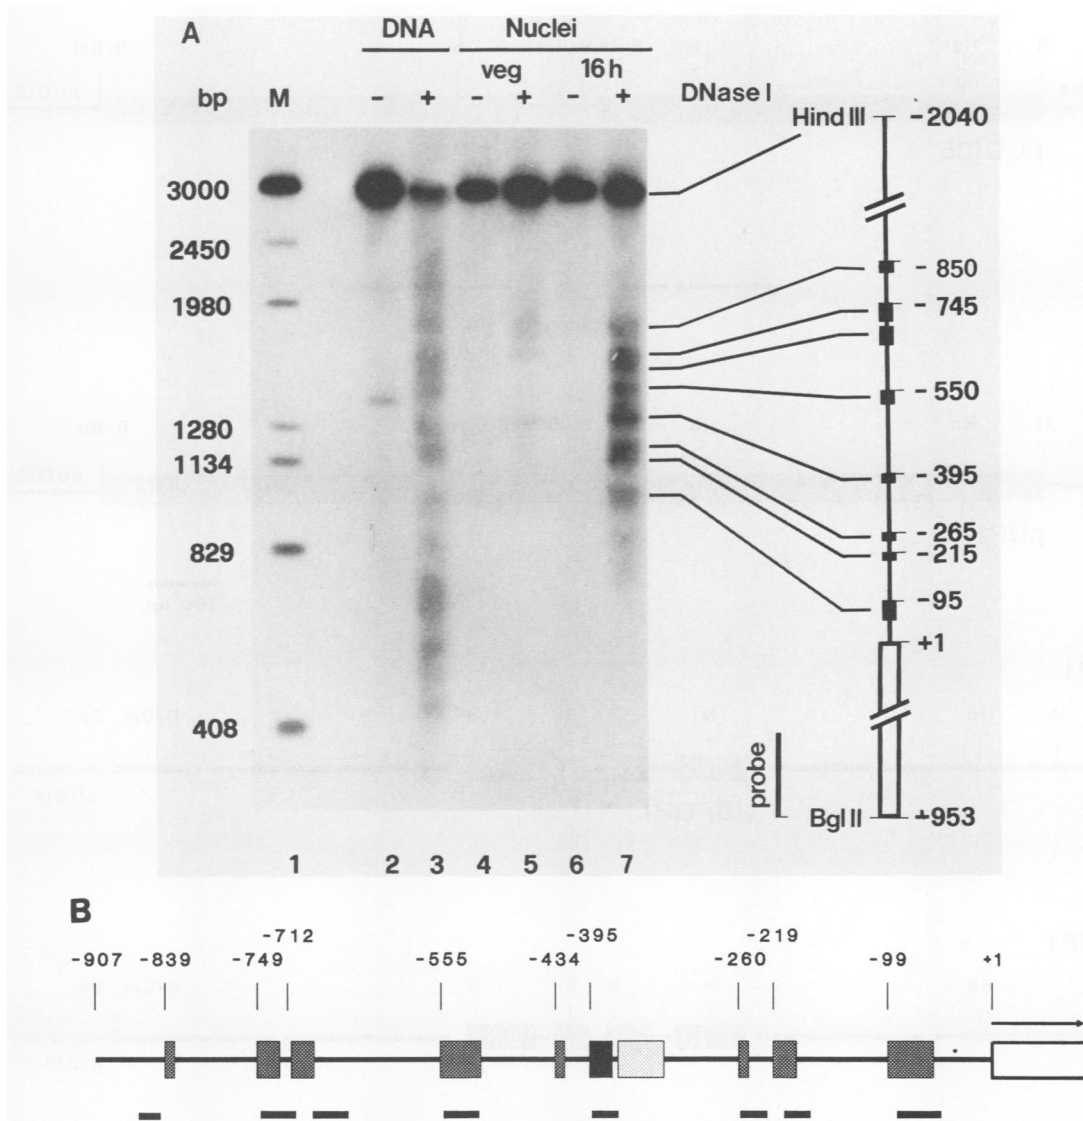 A
DNA Nuclei
veg 16 h
bp M + - + - + DNase I
Hind III -2040
3000
2450
1980
1280
1134
829
408
-850
-745
-550
-395
-265
-215
-95
+1
probe
Bgl II +953
1 2 3 4 5 6 7
B
-712 -395 -219
-907 -839 -749 -555 -434 -260 -99 +1
*